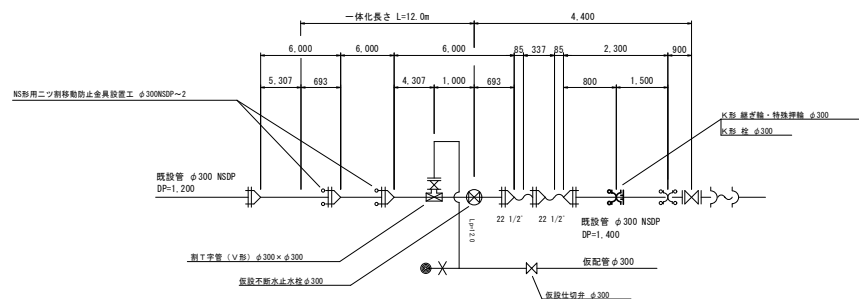 一体化長さ L=12.0m
4,400
6,000
6,000
6,000
85
337
85
2,300
900
5,307
693
4,307
1,000
693
800
1,500
NS形用二ツ割移動防止金具設置工 φ300NSDP～2
K形 継ぎ輪・特殊押輪 φ300
K形 栓 φ300
既設管 φ300 NSDP
DP=1,200
22 1/2ﾟ
22 1/2ﾟ
Lp=12.0
既設管 φ300 NSDP
DP=1,400
割T字管（V形）φ300×φ300
仮設不断水止水栓 φ300
仮配管φ300
仮設仕切弁 φ300